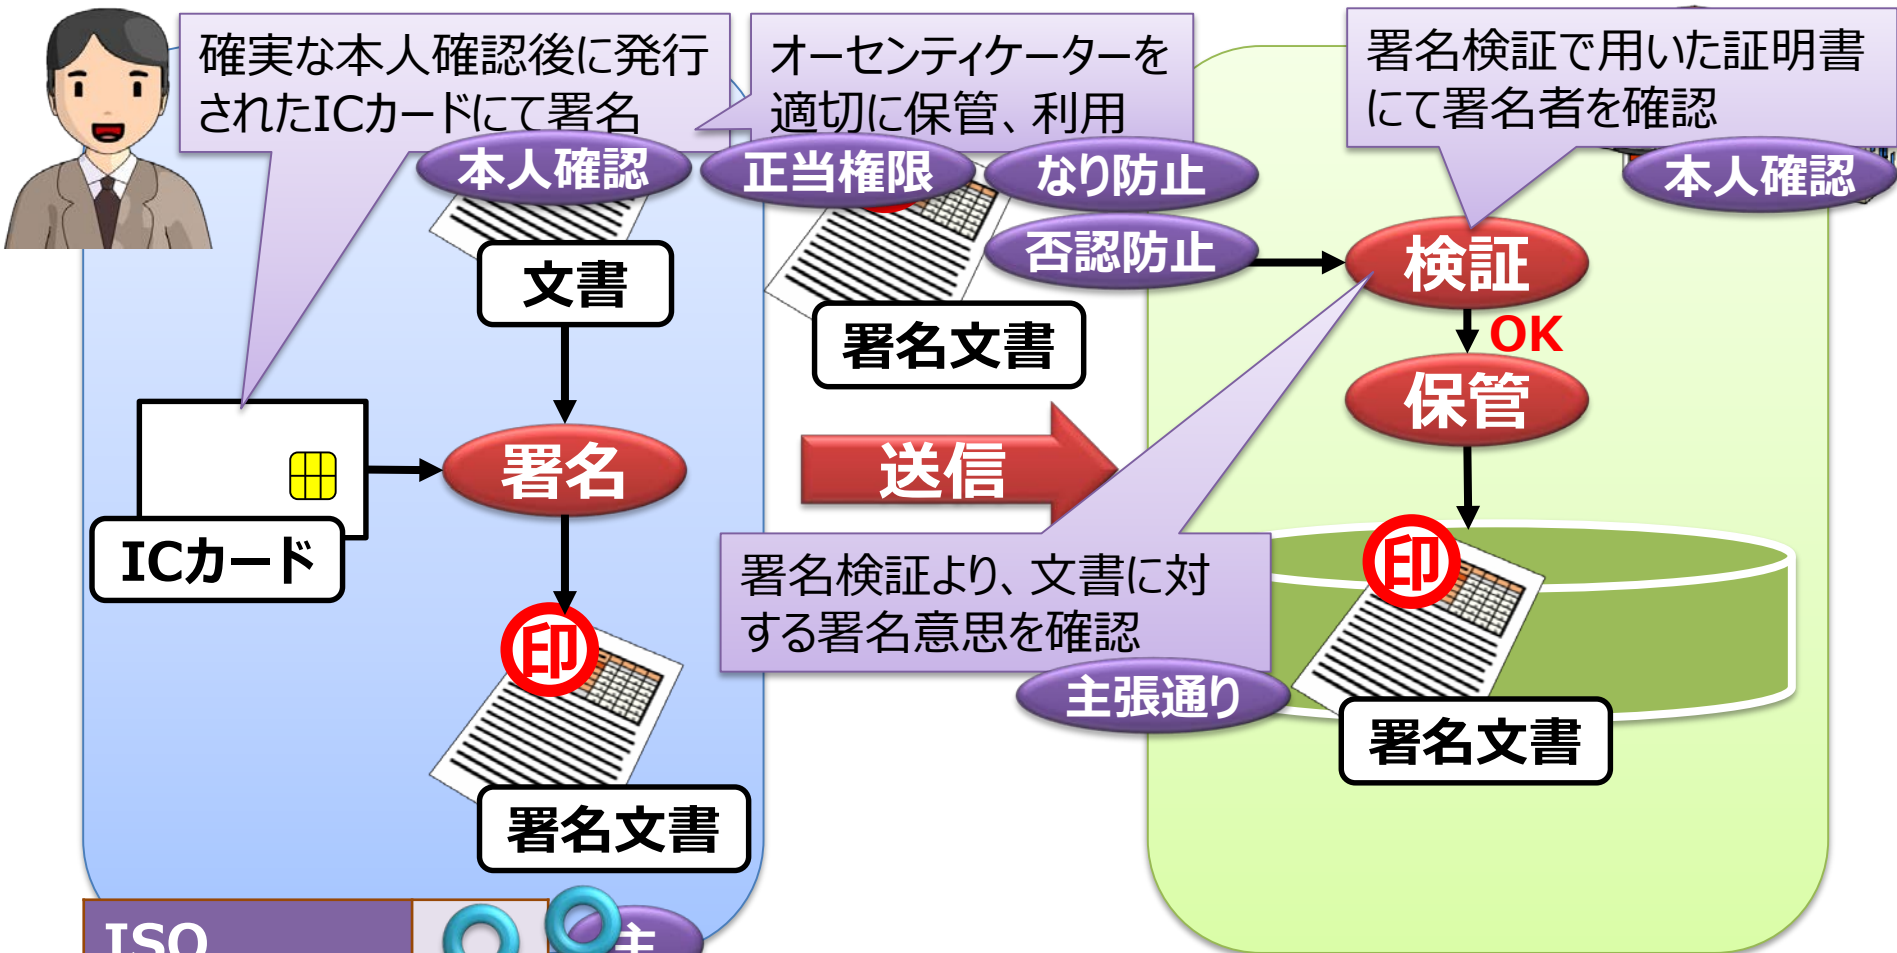 確実な本人確認後に発行
されたICカードにて署名
オーセンティケーターを
適切に保管、利用
署名検証で用いた証明書
にて署名者を確認
本人確認
正当権限
なり防止
本人確認
否認防止
検証
文書
署名文書
OK
保管
署名
送信
ICカード
印
印
署名検証より、文書に対
する署名意思を確認
主張通り
署名文書
署名文書
ISO
主